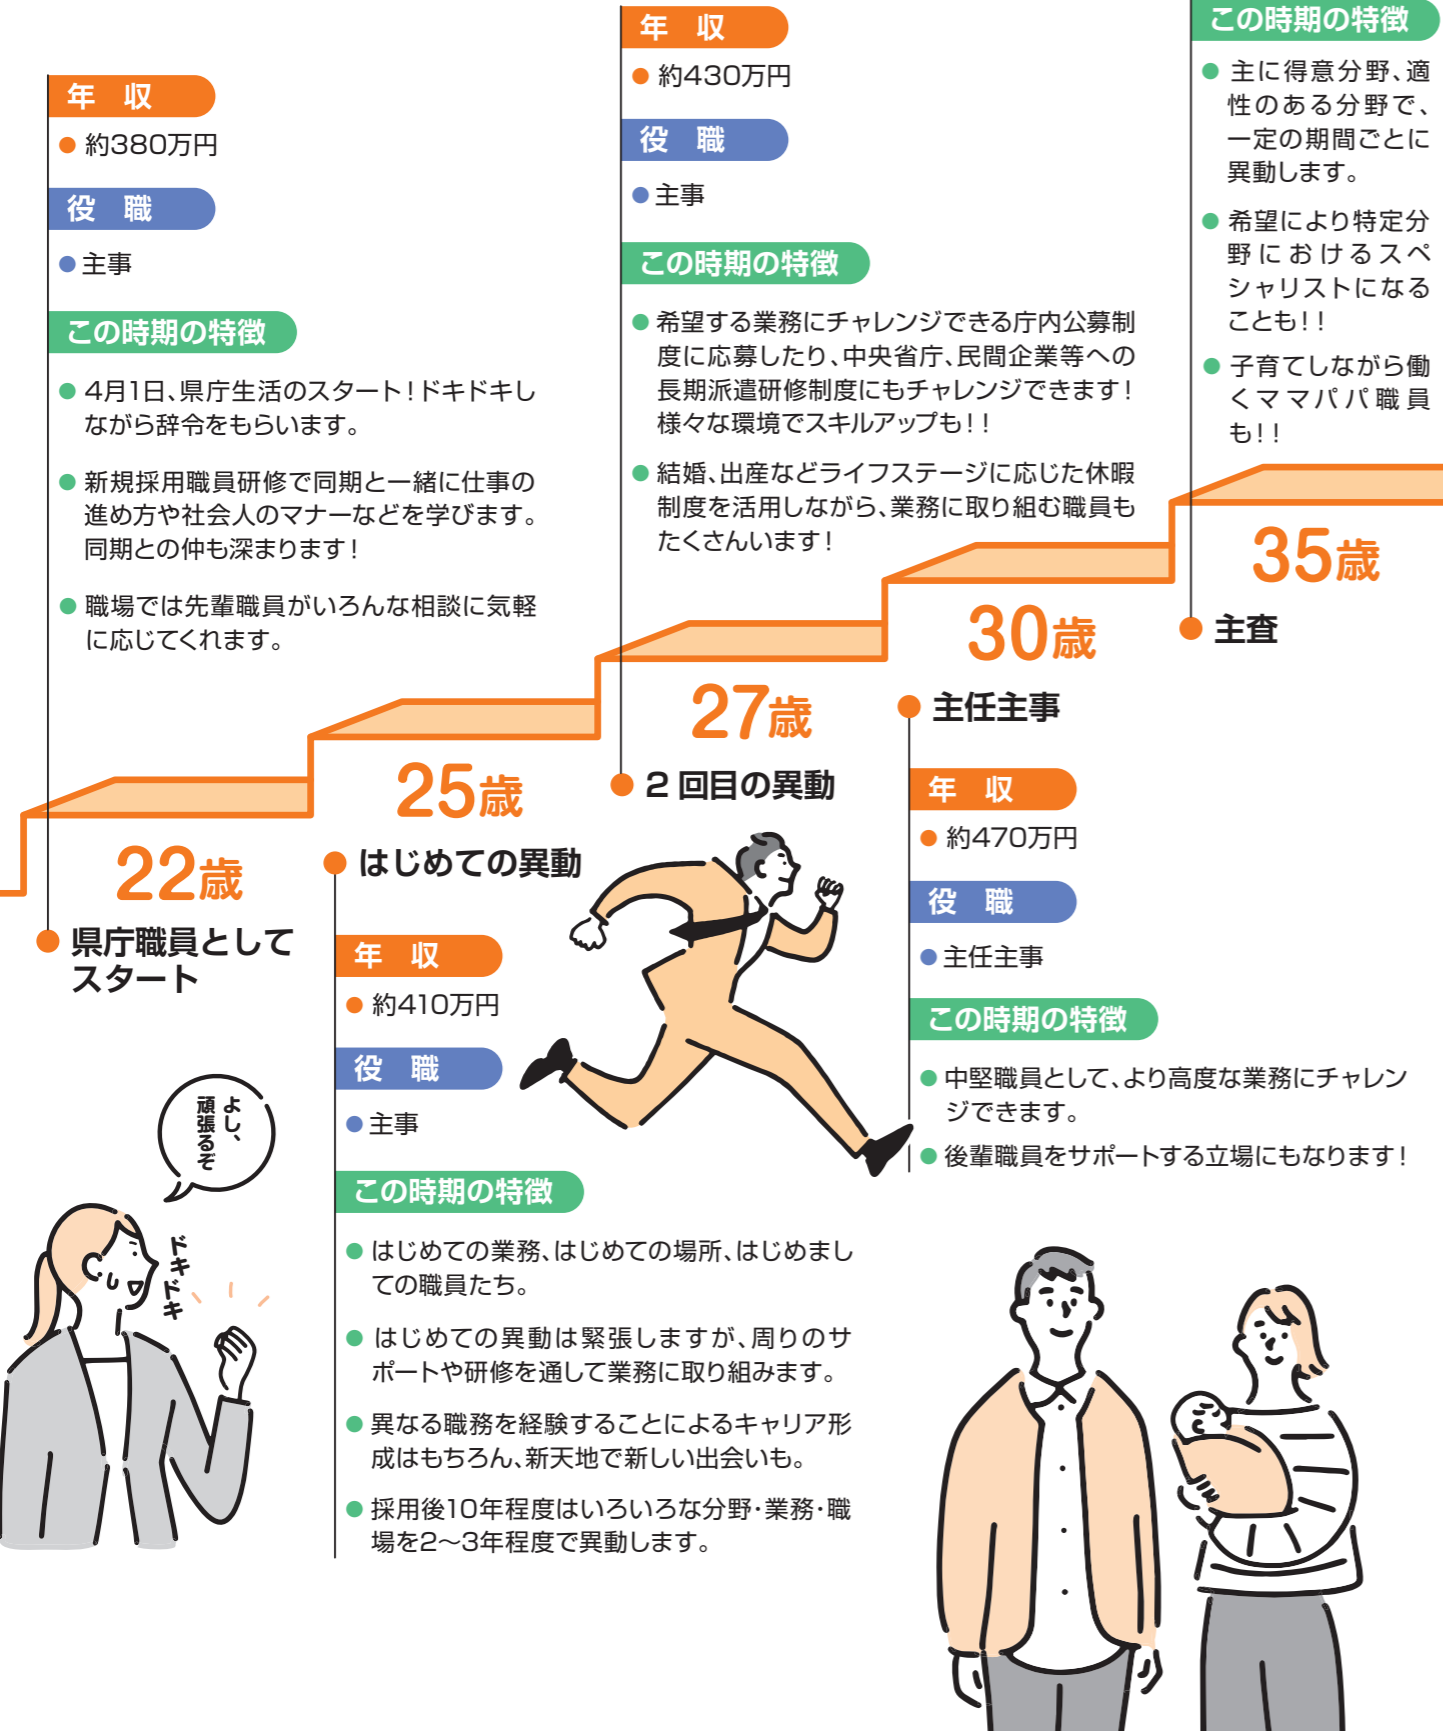 年 収
約380万円
役 職
主事
この時期の特徴
4月1日、県庁生活のスタート！ドキドキし
ながら辞令をもらいます。
新規採用職員研修で同期と一緒に仕事の
進め方や社会人のマナーなどを学びます。
同期との仲も深まります！
職場では先輩職員がいろんな相談に気軽
に応じてくれます。
22歳
県庁職員として
スタート
よし、
頑張るぞ
ドキドキ
25歳
はじめての異動
年 収
約410万円
役 職
主事
この時期の特徴
はじめての業務、はじめての場所、はじめまし
ての職員たち。
はじめての異動は緊張しますが、周りのサ
ポートや研修を通して業務に取り組みます。
異なる職務を経験することによるキャリア形
成はもちろん、新天地で新しい出会いも。
採用後10年程度はいろいろな分野・業務・職
場を2～3年程度で異動します。
年 収
約430万円
役 職
主事
この時期の特徴
希望する業務にチャレンジできる庁内公募制
度に応募したり、中央省庁、民間企業等への
長期派遣研修制度にもチャレンジできます！
様々な環境でスキルアップも！！
結婚、出産などライフステージに応じた休暇
制度を活用しながら、業務に取り組む職員も
たくさんいます！
27歳
2回目の異動
30歳
主任主事
年 収
約470万円
役 職
主任主事
この時期の特徴
中堅職員として、より高度な業務にチャレン
ジできます。
後輩職員をサポートする立場にもなります！
この時期の特徴
主に得意分野、適
性のある分野で、
一定の期間ごとに
異動します。
希望により特定分
野におけるスペ
シャリストになる
ことも！！
子育てしながら働
くママパパ職員
も！！
35歳
主査